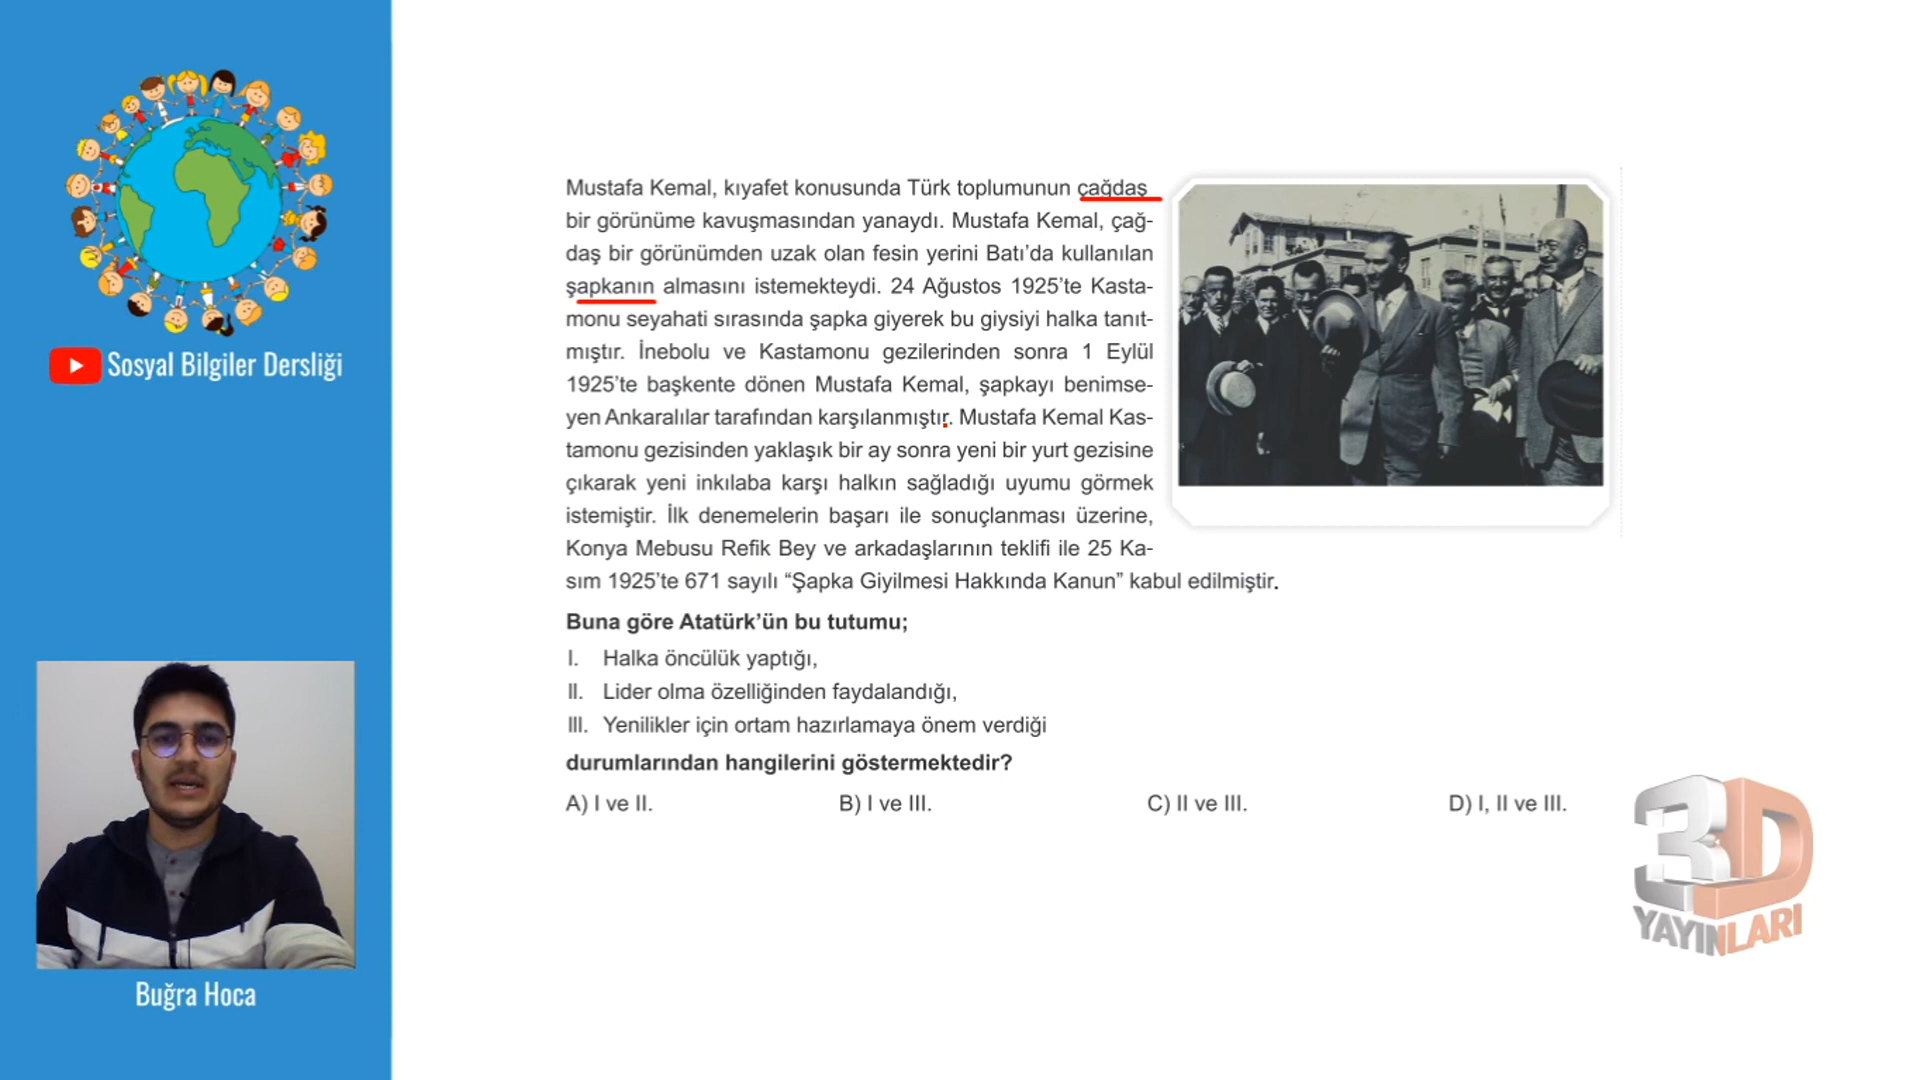 Sosyal Bilgiler Dersliği
Buğra Hoca
Mustafa Kemal, kıyafet konusunda Türk toplumunun çağdaş
bir görünüme kavuşmasından yanaydı. Mustafa Kemal, çağ-
daş bir görünümden uzak olan fesin yerini Batı’da kullanılan
şapkanın almasını istemekteydi. 24 Ağustos 1925’te Kasta-
monu seyahati sırasında şapka giyerek bu giysiyi halka tanıt-
mıştır. İnebolu ve Kastamonu gezilerinden sonra 1 Eylül
1925’te başkente dönen Mustafa Kemal, şapkayı benimse-
yen Ankaralılar tarafından karşılanmıştır. Mustafa Kemal Kas-
tamonu gezisinden yaklaşık bir ay sonra yeni bir yurt gezisine
çıkarak yeni inkılaba karşı halkın sağladığı uyumu görmek
istemiştir. İlk denemelerin başarı ile sonuçlanması üzerine,
Konya Mebusu Refik Bey ve arkadaşlarının teklifi ile 25 Ka-
sım 1925’te 671 sayılı “Şapka Giyilmesi Hakkında Kanun” kabul edilmiştir.
Buna göre Atatürk’ün bu tutumu;
I. Halka öncülük yaptığı,
II. Lider olma özelliğinden faydalandığı,
III. Yenilikler için ortam hazırlamaya önem verdiği
durumlarından hangilerini göstermektedir?
A) I ve II. B) I ve III. C) II ve III. D) I, II ve III.
3D
YAYINLARI